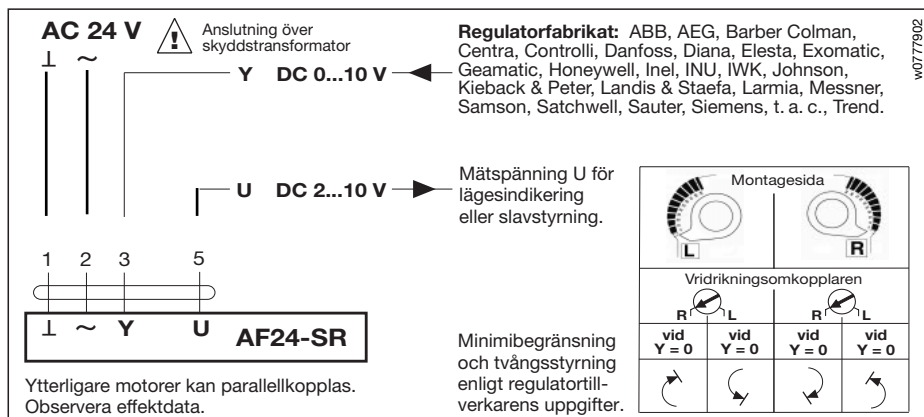 AC 24 V
⊥ ~
Anslutning över
skyddstransformator
Y DC 0...10 V
Regulatorfabrikat: ABB, AEG, Barber Colman,
Centra, Controlli, Danfoss, Diana, Elesta, Exomatic,
Geamatic, Honeywell, Inel, INU, IWK, Johnson,
Kieback & Peter, Landis & Staefa, Larmia, Messner,
Samson, Satchwell, Sauter, Siemens, t. a. c., Trend.
w0777902
U DC 2...10 V
Mätspänning U för
lägesindikering
eller slavstyrning.
1 2 3 5
⊥ ~ Y U AF24-SR
Ytterligare motorer kan parallellkopplas.
Observera effektdata.
Minimibegränsning
och tvångsstyrning
enligt regulatortill-
verkarens uppgifter.
Montagesida
L R
Vridrikningsomkopplaren
R L R L
vid vid vid vid
Y = 0 Y = 0 Y = 0 Y = 0